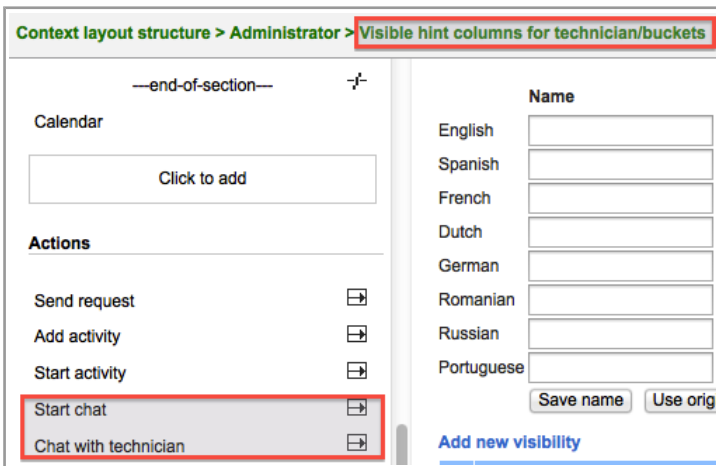 Context layout structure > Administrator > Visible hint columns for technician/buckets
---end-of-section---
Calendar
Click to add
Actions
Send request
Add activity
Start activity
Start chat
Chat with technician
Name
English
Spanish
French
Dutch
German
Romanian
Russian
Portuguese
Save name Use orig
Add new visibility